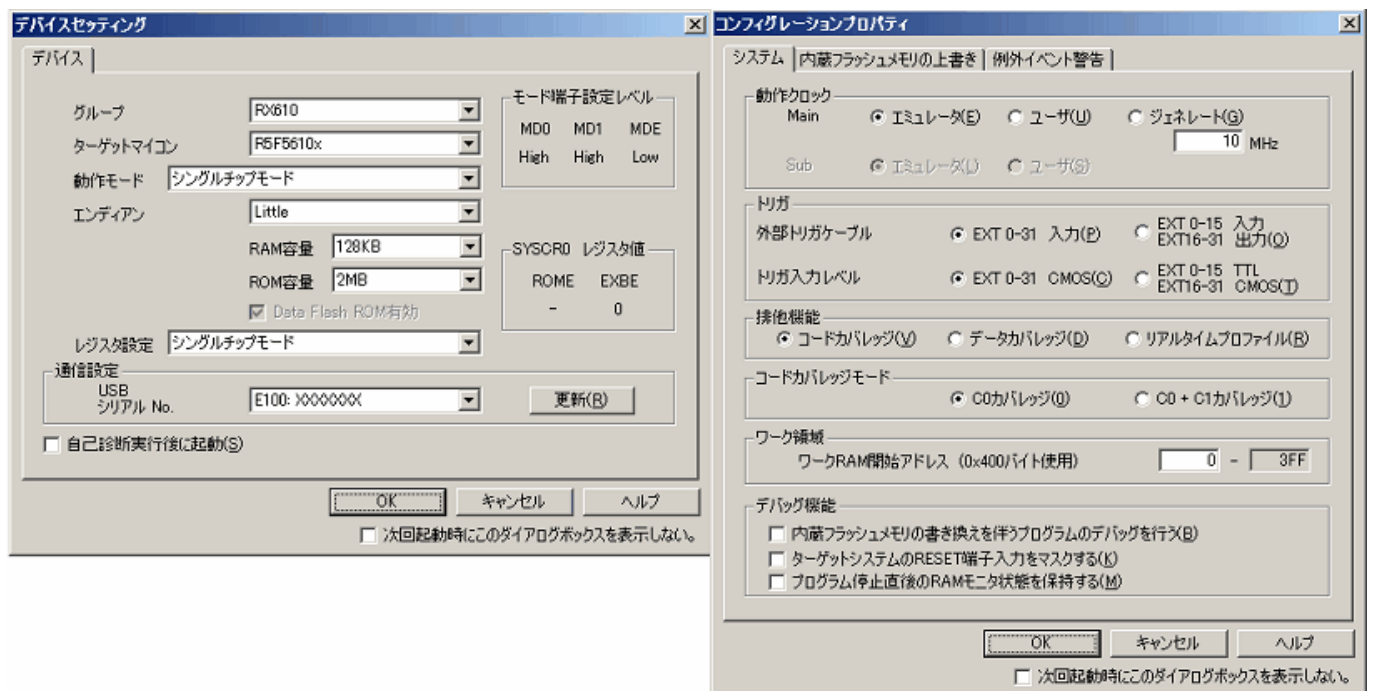 デバイスセッティング
デバイス
グループ
RX610
ターゲットマイコン
R5F5610x
動作モード
シングルチップモード
エンディアン
Little
RAM容量
128KB
ROM容量
2MB
Data Flash ROM有効
レジスタ設定
シングルチップモード
モード端子設定レベル
MD0 MD1 MDE
High High Low
SYSCR0 レジスタ値
ROME EXBE
- 0
通信設定
USB
シリアル No.
E100: XXXXXXX
更新(R)
自己診断実行後に起動(S)
OK キャンセル ヘルプ
次回起動時にこのダイアログボックスを表示しない。
コンフィグレーションプロパティ
システム 内蔵フラッシュメモリの上書き 例外イベント警告
動作クロック
Main エミュレータ(E) ユーザ(U) ジェネレート(G)
10 MHz
Sub エミュレータ(L) ユーザ(S)
トリガ
外部トリガケーブル EXT 0-31 入力(P) EXT 0-15 入力
EXT16-31 出力(O)
トリガ入力レベル EXT 0-31 CMOS(C) EXT 0-15 TTL
EXT16-31 CMOS(T)
排他機能
コードカバレッジ(V) データカバレッジ(D) リアルタイムプロファイル(R)
コードカバレッジモード
C0カバレッジ(0) C0 + C1カバレッジ(1)
ワーク領域
ワークRAM開始アドレス (0x400バイト使用) 0 - 3FF
デバッグ機能
内蔵フラッシュメモリの書き換えを伴うプログラムのデバッグを行う(B)
ターゲットシステムのRESET端子入力をマスクする(K)
プログラム停止直後のRAMモニタ状態を保持する(M)
OK キャンセル ヘルプ
次回起動時にこのダイアログボックスを表示しない。